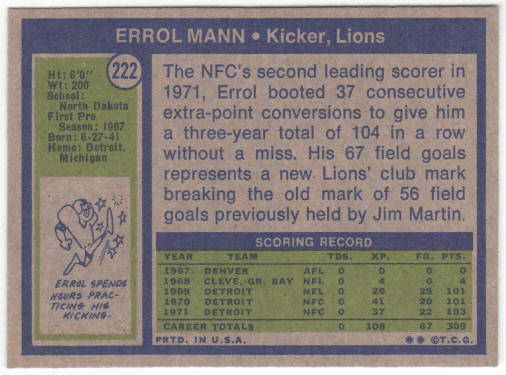 ERROL MANN • Kicker, Lions
222
Ht: 6'0"
Wt: 200
School:
North Dakota
First Pro
Season: 1967
Born: 6-27-41
Home: Detroit,
Michigan
The NFC's second leading scorer in
1971, Errol booted 37 consecutive
extra-point conversions to give him
a three-year total of 104 in a row
without a miss. His 67 field goals
represents a new Lions' club mark
breaking the old mark of 56 field
goals previously held by Jim Martin.
ERROL SPENDS
HOURS PRAC-
TICING HIS
KICKING.
SCORING RECORD
YEAR TEAM TDS. XP. FG. PTS.
1967 DENVER AFL 0 0 0 0
1968 CLEVE.-GR. BAY NFL 0 4 0 4
1969 DETROIT NFL 0 26 25 101
1970 DETROIT NFC 0 41 20 101
1971 DETROIT NFC 0 37 22 103
CAREER TOTALS 0 108 67 309
PRTD. IN U.S.A. ✱✱ ©T.C.G.